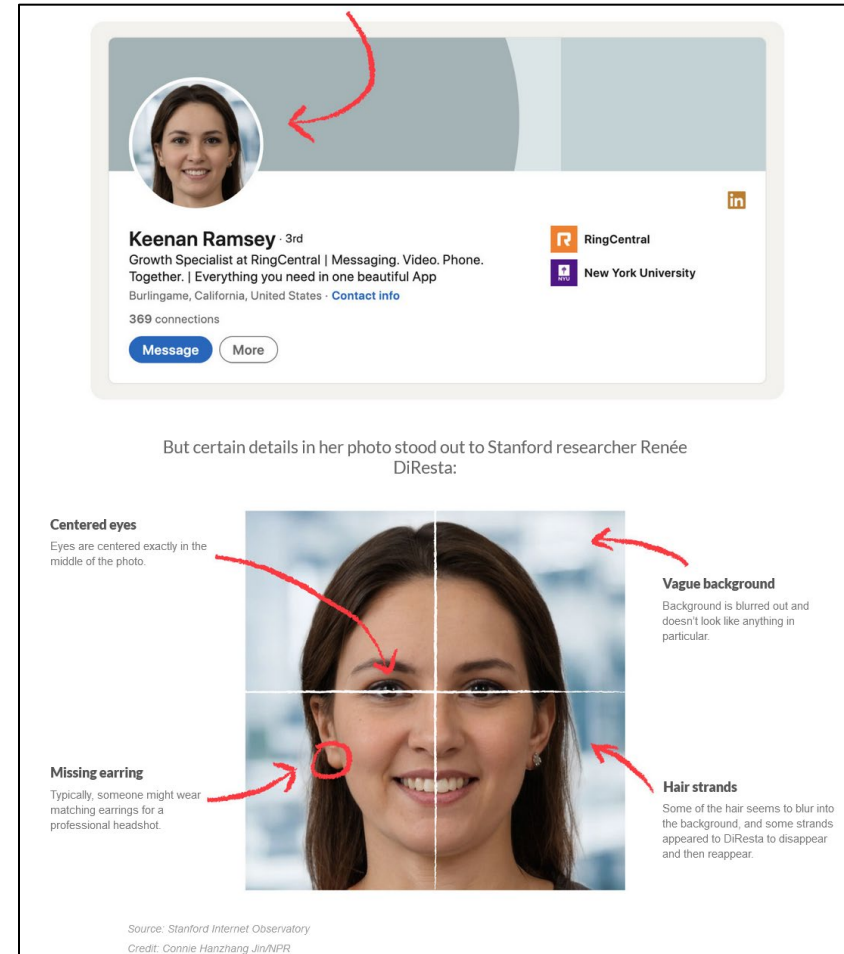 Keenan Ramsey · 3rd
Growth Specialist at RingCentral | Messaging. Video. Phone.
Together. | Everything you need in one beautiful App
Burlingame, California, United States · Contact info
369 connections
Message
More
in
RingCentral
NYU
New York University
But certain details in her photo stood out to Stanford researcher Renée
DiResta:
Centered eyes
Eyes are centered exactly in the
middle of the photo.
Vague background
Background is blurred out and
doesn’t look like anything in
particular.
Missing earring
Typically, someone might wear
matching earrings for a
professional headshot.
Hair strands
Some of the hair seems to blur into
the background, and some strands
appeared to DiResta to disappear
and then reappear.
Source: Stanford Internet Observatory
Credit: Connie Hanzhang Jin/NPR